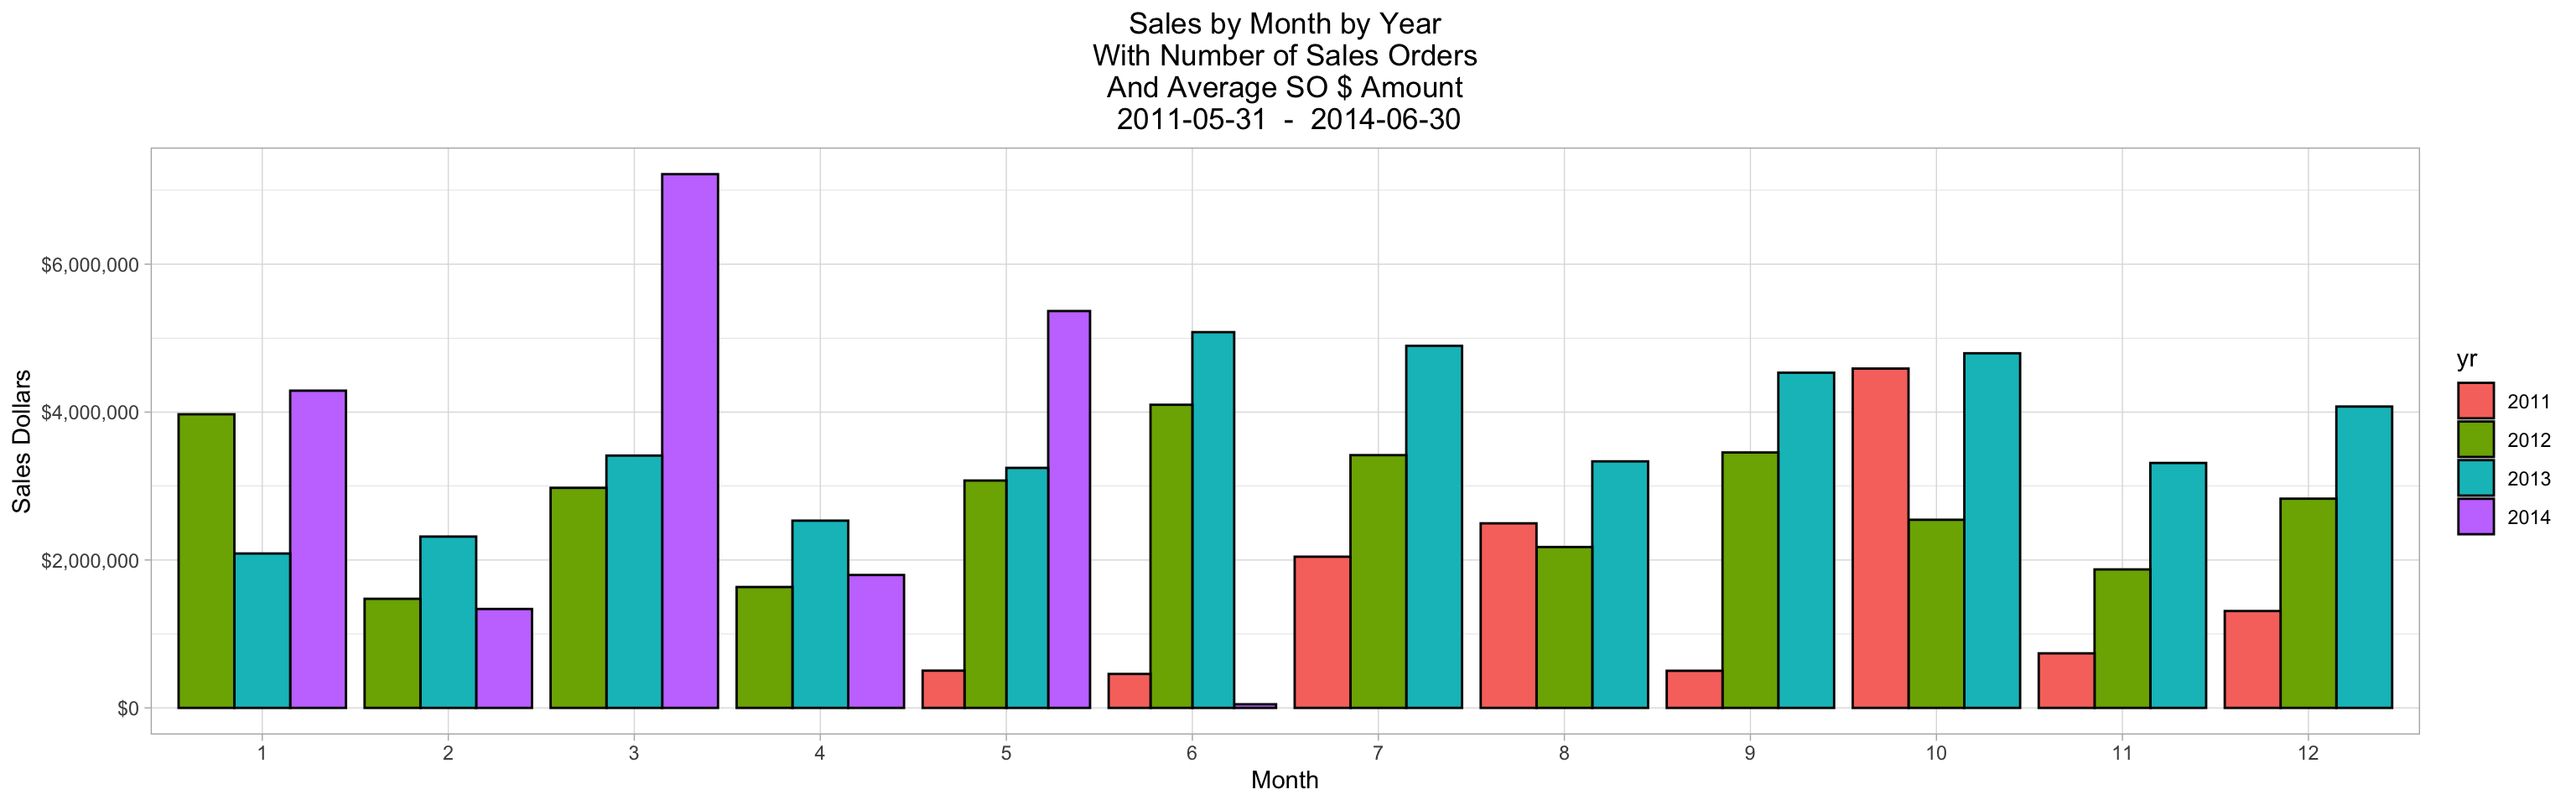 Sales by Month by Year
With Number of Sales Orders
And Average SO $ Amount
2011-05-31 - 2014-06-30
Sales Dollars
$6,000,000
$4,000,000
$2,000,000
$0
1 2 3 4 5 6 7 8 9 10 11 12
Month
yr
2011
2012
2013
2014